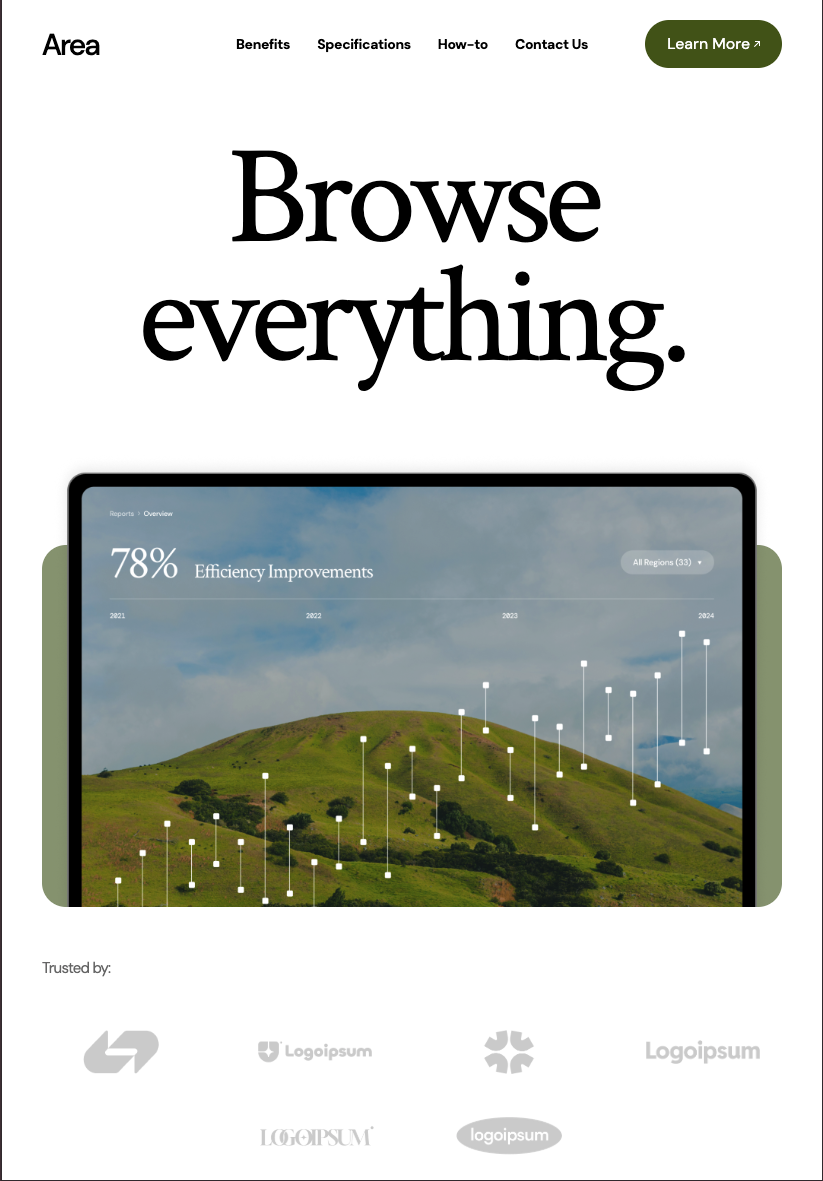 Area
Benefits
Specifications
How-to
Contact Us
Learn More ↗
Browse
everything.
Reports › Overview
78% Efficiency Improvements
All Regions (33) ▾
2021
2022
2023
2024
Trusted by:
Logoipsum
Logoipsum
LOGOIPSUM
logoipsum